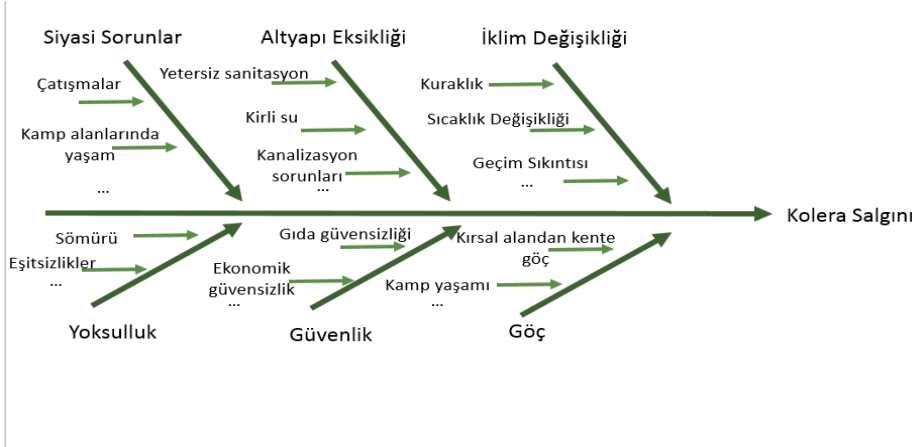 Siyasi Sorunlar
Çatışmalar
Kamp alanlarında
yaşam
...
Altyapı Eksikliği
Yetersiz sanitasyon
Kirli su
Kanalizasyon
sorunları
...
İklim Değişikliği
Kuraklık
Sıcaklık Değişikliği
Geçim Sıkıntısı
...
Kolera Salgını
Sömürü
Eşitsizlikler
...
Yoksulluk
Gıda güvensizliği
Ekonomik
güvensizlik
...
Güvenlik
Kırsal alandan kente
göç
Kamp yaşamı
...
Göç